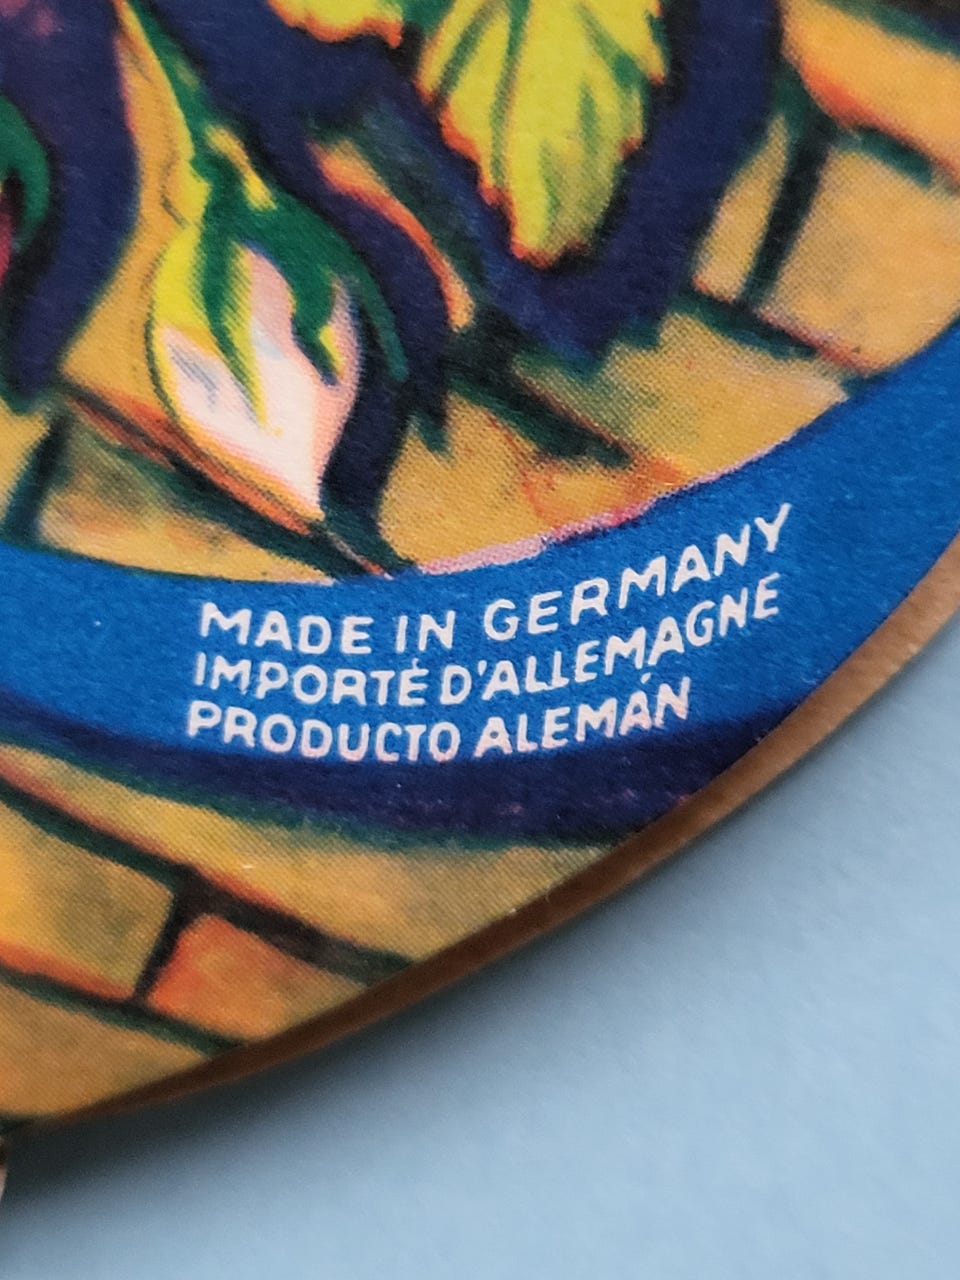 MADE IN GERMANY
IMPORTÉ D'ALLEMAGNE
PRODUCTO ALEMÁN